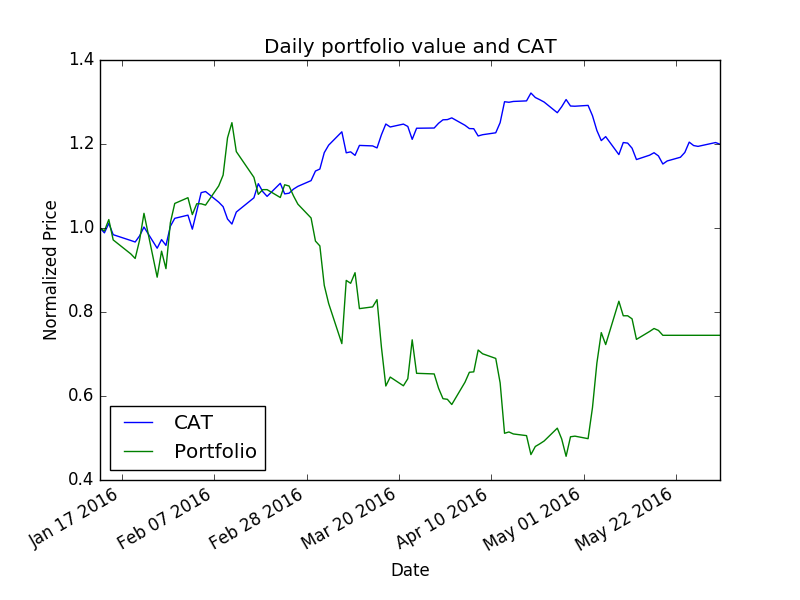 Daily portfolio value and CAT
1.4
1.2
1.0
0.8
0.6
0.4
Normalized Price
CAT
Portfolio
Jan 17 2016
Feb 07 2016
Feb 28 2016
Mar 20 2016
Apr 10 2016
May 01 2016
May 22 2016
Date